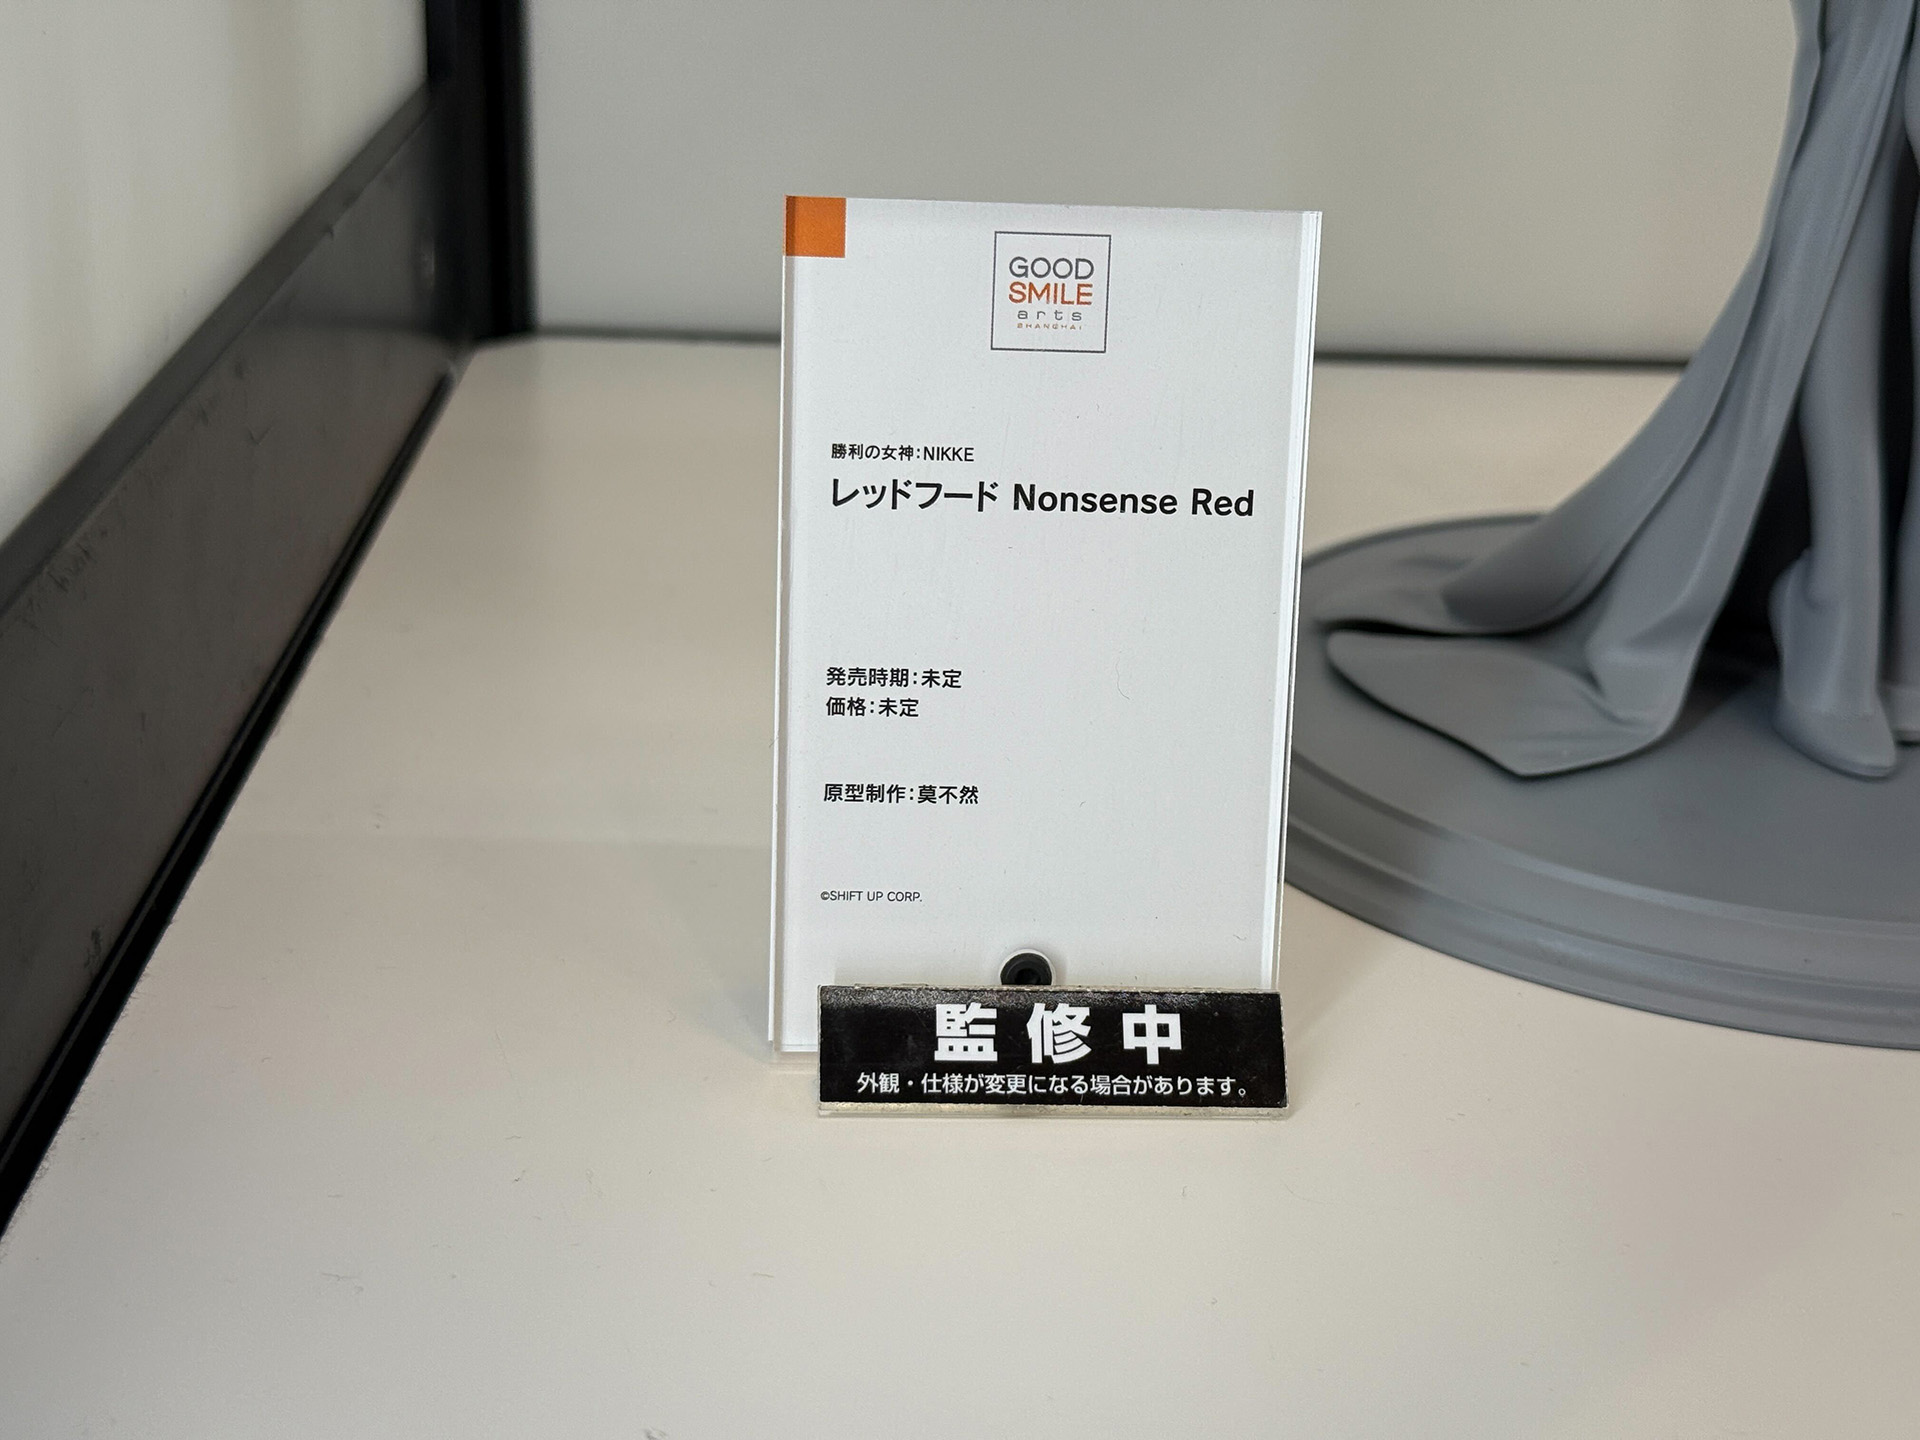 GOOD
SMILE
arts
SHANGHAI
勝利の女神：NIKKE
レッドフード Nonsense Red
発売時期：未定
価格：未定
原型制作：莫不然
©SHIFT UP CORP.
監修中
外観・仕様が変更になる場合があります。